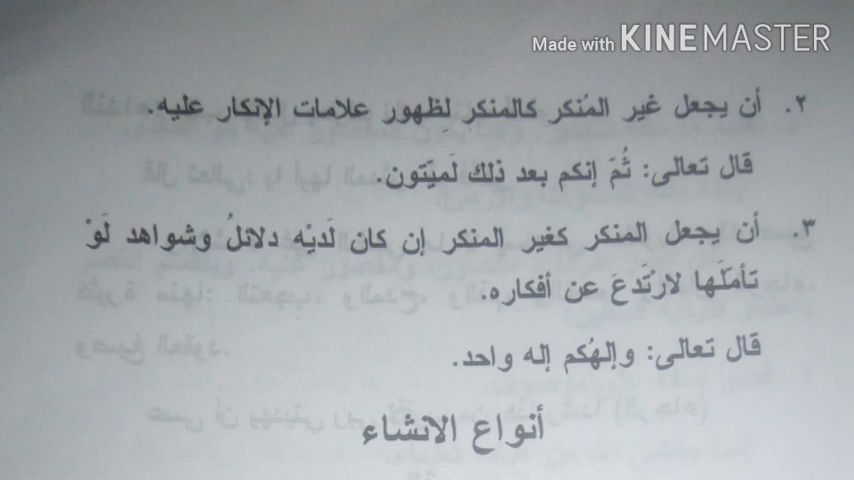 Made with KINEMASTER
٢. أن يجعل غير المُنكر كالمنكر لظهور علامات الإنكار عليه.
قال تعالى: ثُمَّ إنكم بعد ذلك لَميّتون.
٣. أن يجعل المنكر كغير المنكر إن كان لَديْه دلائلُ وشواهد لَوْ
تأملَها لارْتَدعَ عن أفكاره.
قال تعالى: وإلهُكم إله واحد.
أنواع الانشاء